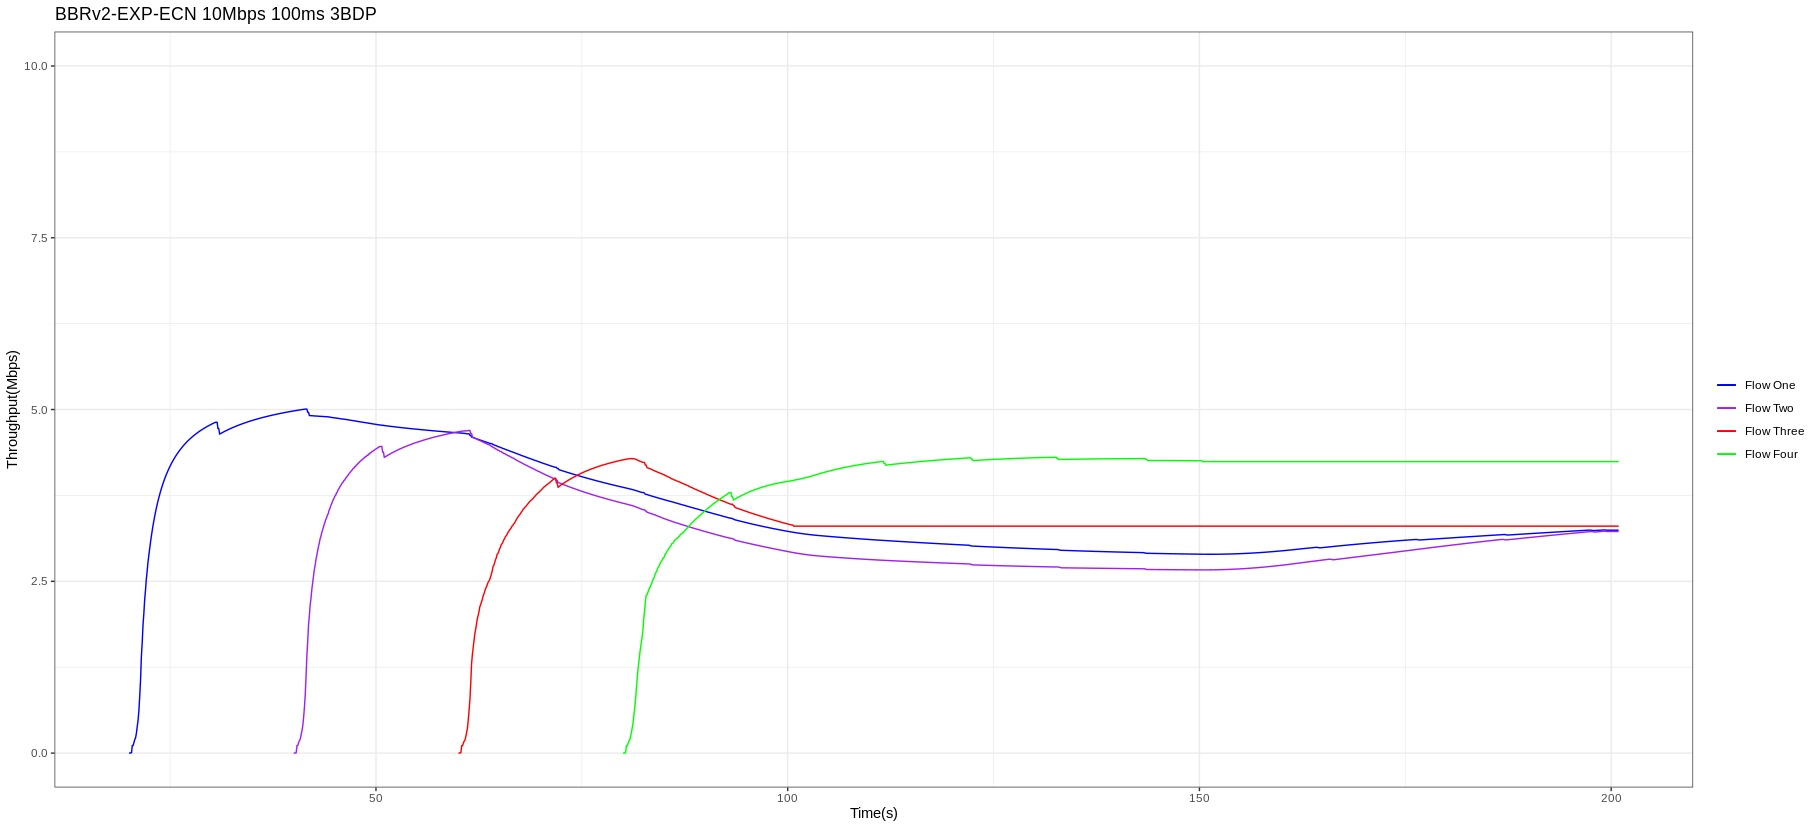 BBRv2-EXP-ECN 10Mbps 100ms 3BDP
Throughput(Mbps)
10.0
7.5
5.0
2.5
0.0
50
100
150
200
Time(s)
Flow One
Flow Two
Flow Three
Flow Four